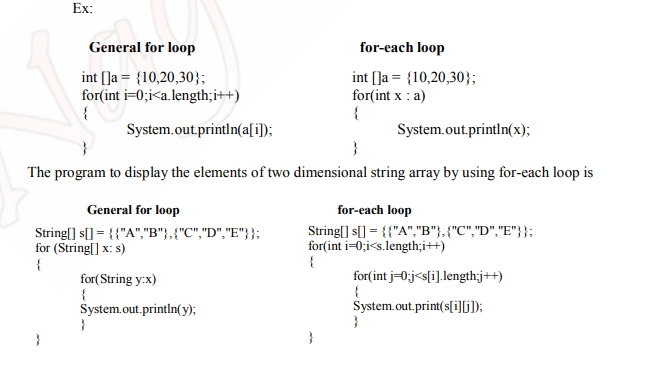 Ex:
General for loop
int []a = {10,20,30};
for(int i=0;i<a.length;i++)
{
System.out.println(a[i]);
}
for-each loop
int []a = {10,20,30};
for(int x : a)
{
System.out.println(x);
}
The program to display the elements of two dimensional string array by using for-each loop is
General for loop
String[] s[] = {{"A","B"},{"C","D","E"}};
for (String[] x: s)
{
for(String y:x)
{
System.out.println(y);
}
}
for-each loop
String[] s[] = {{"A","B"},{"C","D","E"}};
for(int i=0;i<s.length;i++)
{
for(int j=0;j<s[i].length;j++)
{
System.out.print(s[i][j]);
}
}